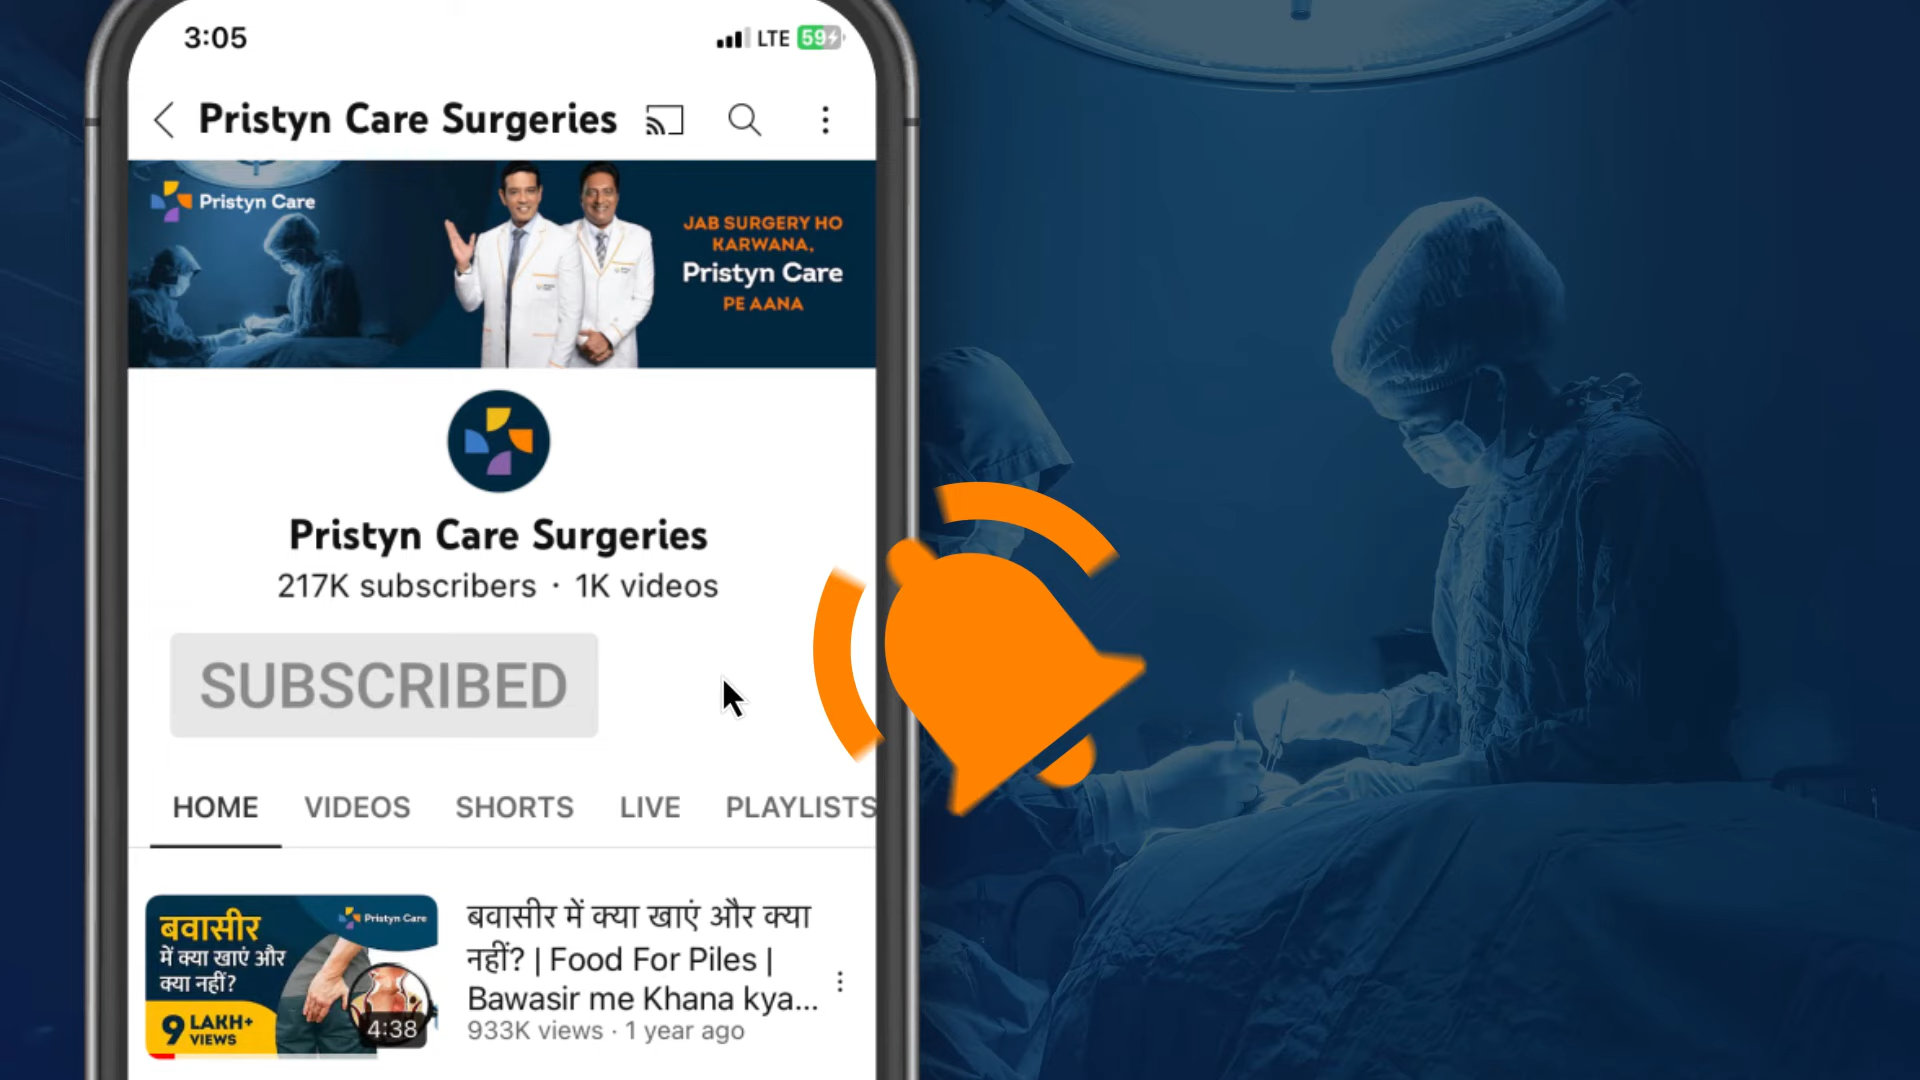 3:05
LTE 59
Pristyn Care Surgeries
Pristyn Care
JAB SURGERY HO
KARWANA,
Pristyn Care
PE AANA
Pristyn Care Surgeries
217K subscribers · 1K videos
SUBSCRIBED
HOME VIDEOS SHORTS LIVE PLAYLISTS
बवासीर
में क्या खाएं और
क्या नहीं?
9 LAKH+
VIEWS
Pristyn Care
4:38
बवासीर में क्या खाएं और क्या
नहीं? | Food For Piles |
Bawasir me Khana kya...
933K views · 1 year ago